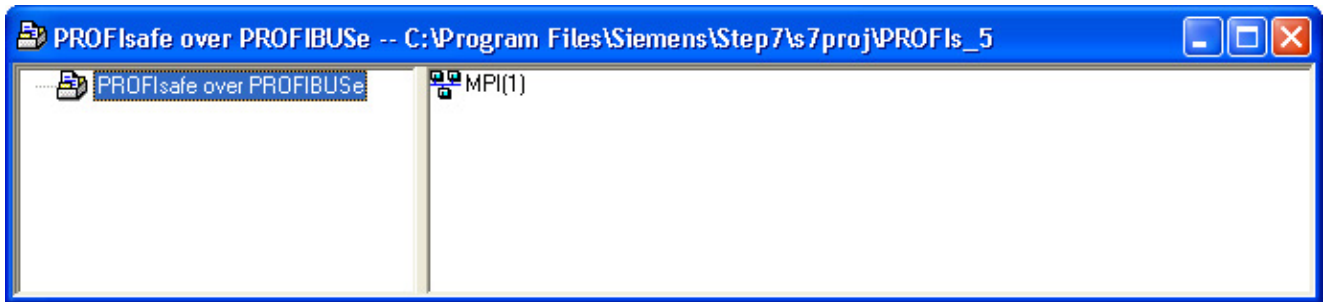 PROFIsafe over PROFIBUSe -- C:\Program Files\Siemens\Step7\s7proj\PROFIs_5
PROFIsafe over PROFIBUSe
MPI(1)